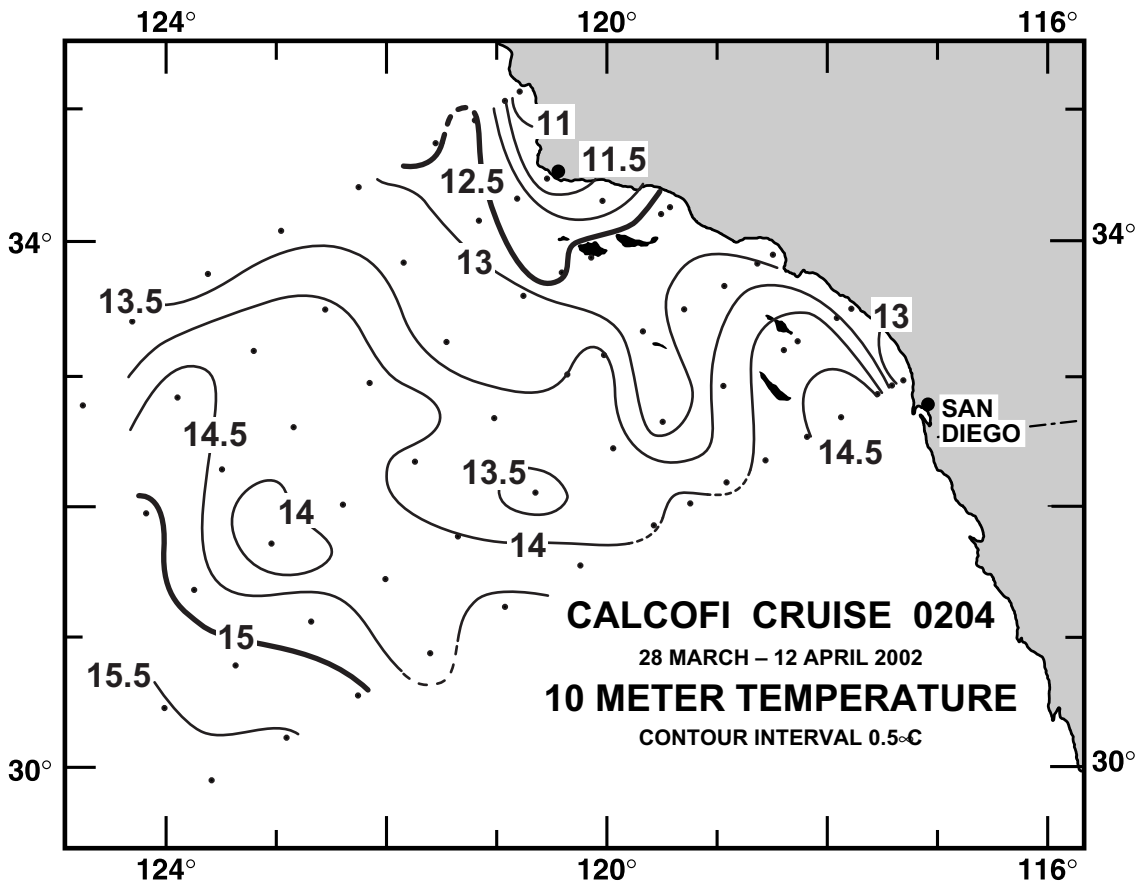 124° 120° 116°
11
11.5
12.5
34° 34°
13
13.5
13
SAN
DIEGO
14.5
14.5
13.5
14
14
CALCOFI CRUISE 0204
15
28 MARCH – 12 APRIL 2002
15.5
10 METER TEMPERATURE
CONTOUR INTERVAL 0.5∞C
30° 30°
124° 120° 116°